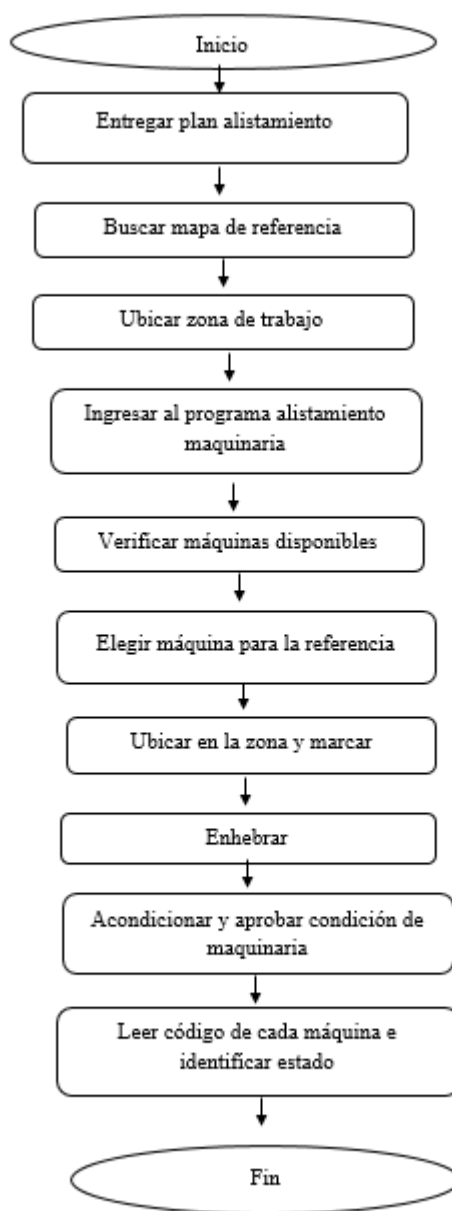 Inicio
Entregar plan alistamiento
Buscar mapa de referencia
Ubicar zona de trabajo
Ingresar al programa alistamiento
maquinaria
Verificar máquinas disponibles
Elegir máquina para la referencia
Ubicar en la zona y marcar
Enhebrar
Acondicionar y aprobar condición de
maquinaria
Leer código de cada máquina e
identificar estado
Fin